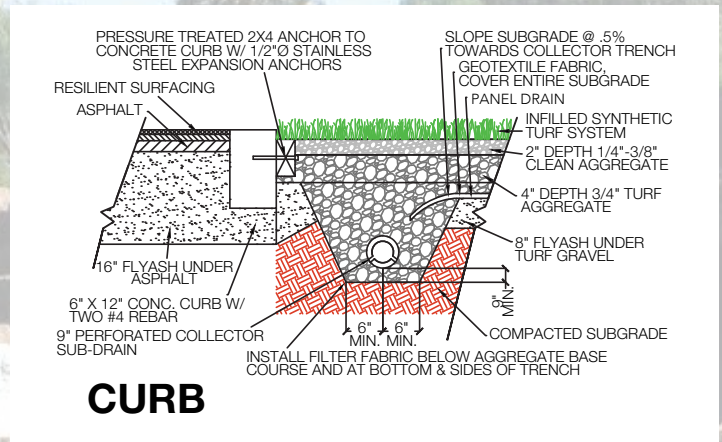 PRESSURE TREATED 2X4 ANCHOR TO
CONCRETE CURB W/ 1/2"Ø STAINLESS
STEEL EXPANSION ANCHORS
RESILIENT SURFACING
ASPHALT
SLOPE SUBGRADE @ .5%
TOWARDS COLLECTOR TRENCH
GEOTEXTILE FABRIC,
COVER ENTIRE SUBGRADE
PANEL DRAIN
INFILLED SYNTHETIC
TURF SYSTEM
2" DEPTH 1/4"-3/8"
CLEAN AGGREGATE
4" DEPTH 3/4" TURF
AGGREGATE
8" FLYASH UNDER
TURF GRAVEL
16" FLYASH UNDER
ASPHALT
6" X 12" CONC. CURB W/
TWO #4 REBAR
9" PERFORATED COLLECTOR
SUB-DRAIN
6"
MIN.
6"
MIN.
9"
MIN.
COMPACTED SUBGRADE
INSTALL FILTER FABRIC BELOW AGGREGATE BASE
COURSE AND AT BOTTOM & SIDES OF TRENCH
CURB